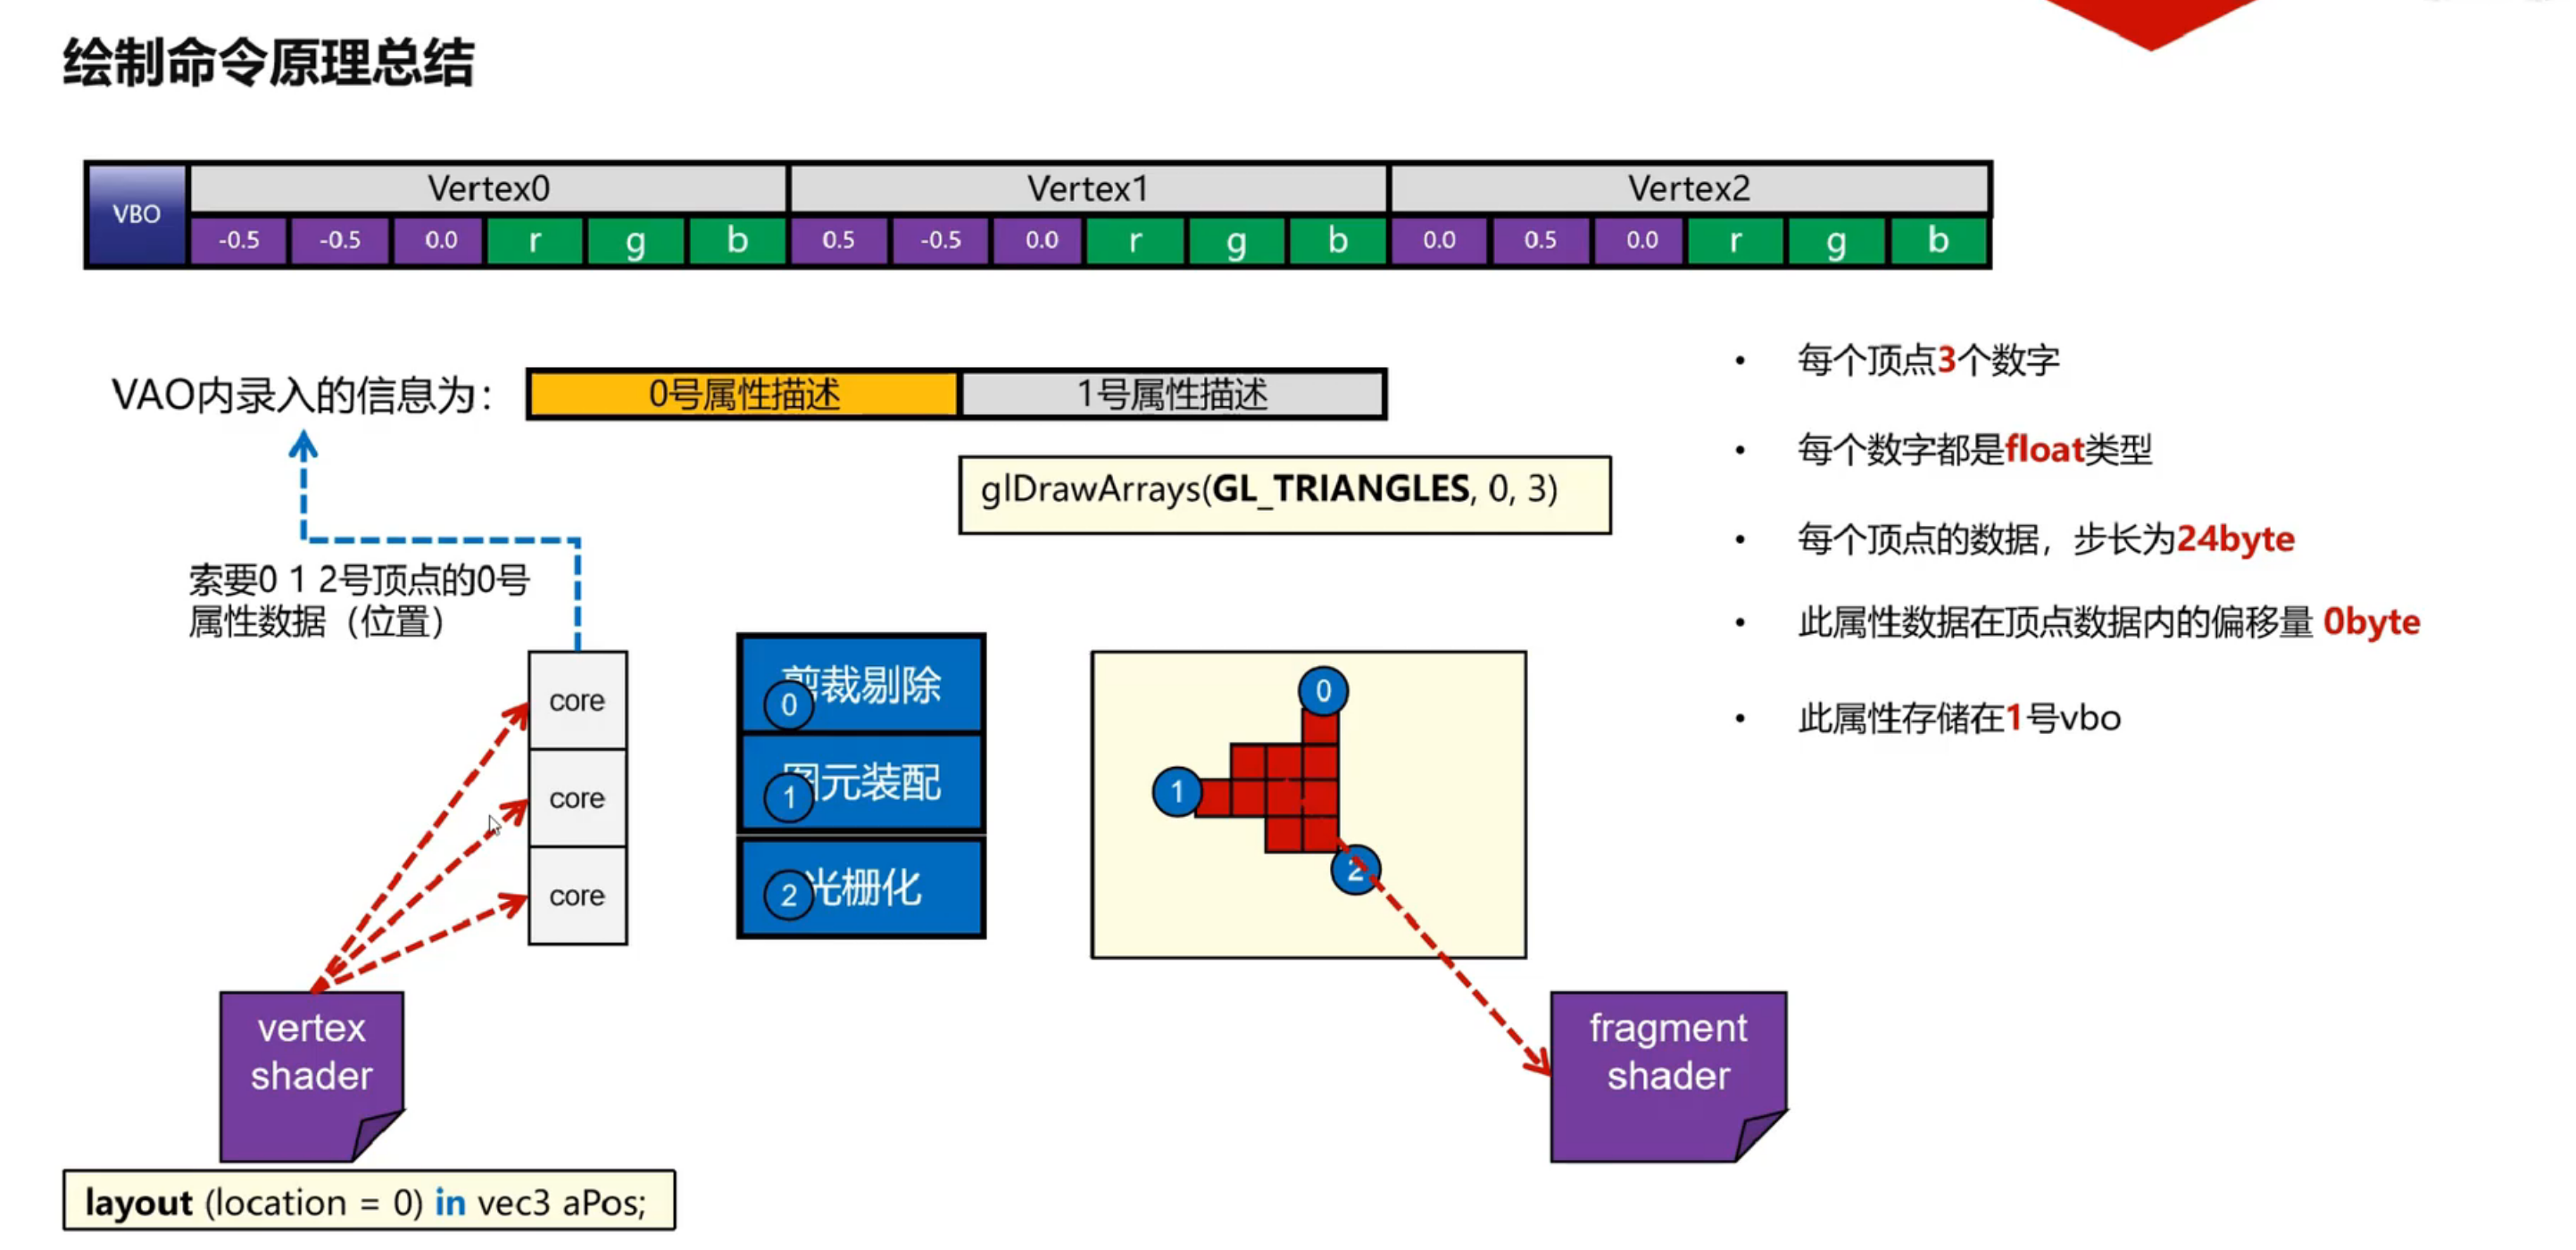 绘制命令原理总结
VBO
Vertex0 Vertex1 Vertex2
-0.5 -0.5 0.0 r g b 0.5 -0.5 0.0 r g b 0.0 0.5 0.0 r g b
VAO内录入的信息为：
0号属性描述 1号属性描述
glDrawArrays(GL_TRIANGLES, 0, 3)
• 每个顶点3个数字
• 每个数字都是float类型
• 每个顶点的数据，步长为24byte
• 此属性数据在顶点数据内的偏移量 0byte
• 此属性存储在1号vbo
索要0 1 2号顶点的0号
属性数据（位置）
core
core
core
剪裁剔除
0
图元装配
1
光栅化
2
0
1
2
vertex
shader
fragment
shader
layout (location = 0) in vec3 aPos;